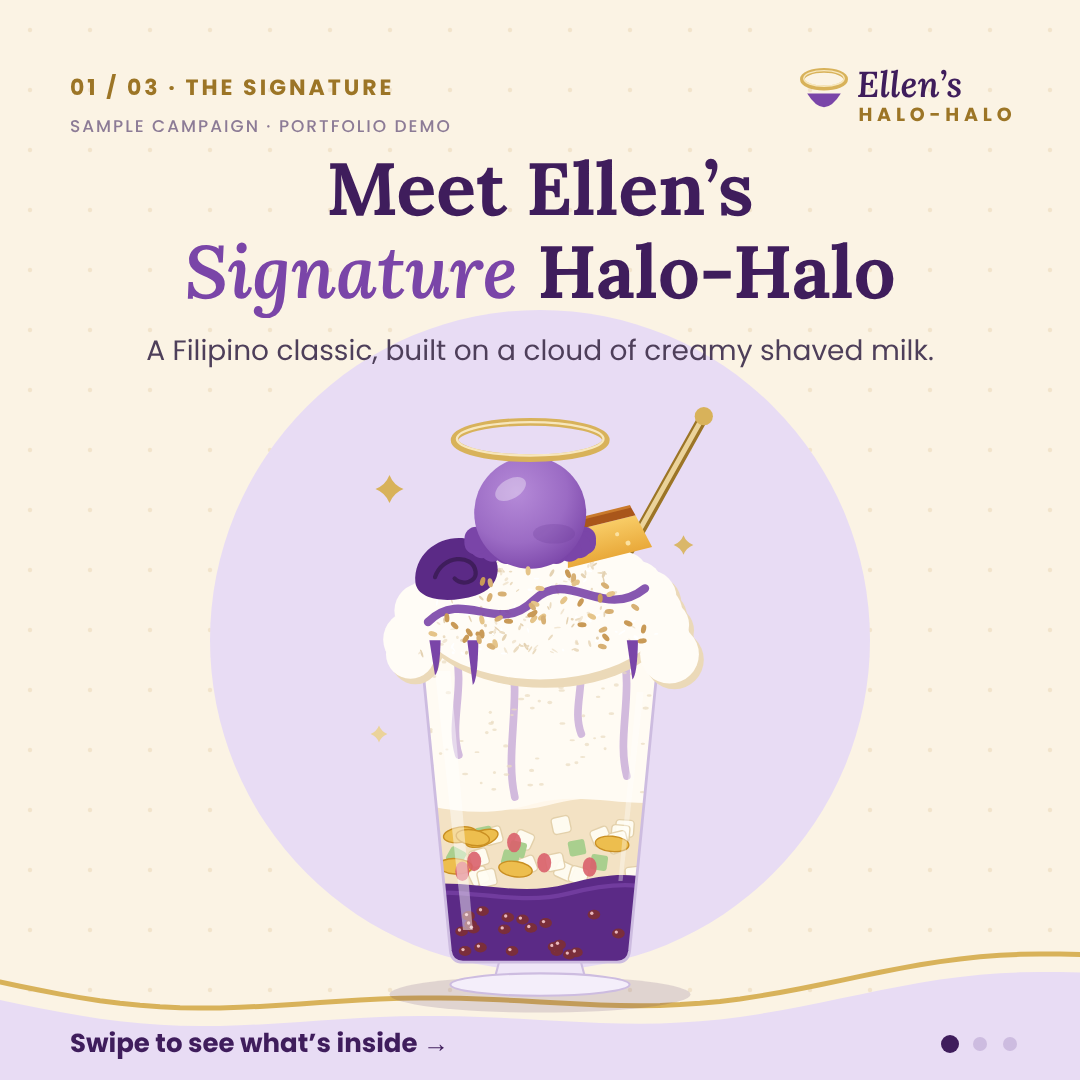 01 / 03 · THE SIGNATURE
SAMPLE CAMPAIGN · PORTFOLIO DEMO
Ellen’s
HALO-HALO
Meet Ellen’s
Signature Halo-Halo
A Filipino classic, built on a cloud of creamy shaved milk.
Swipe to see what’s inside →